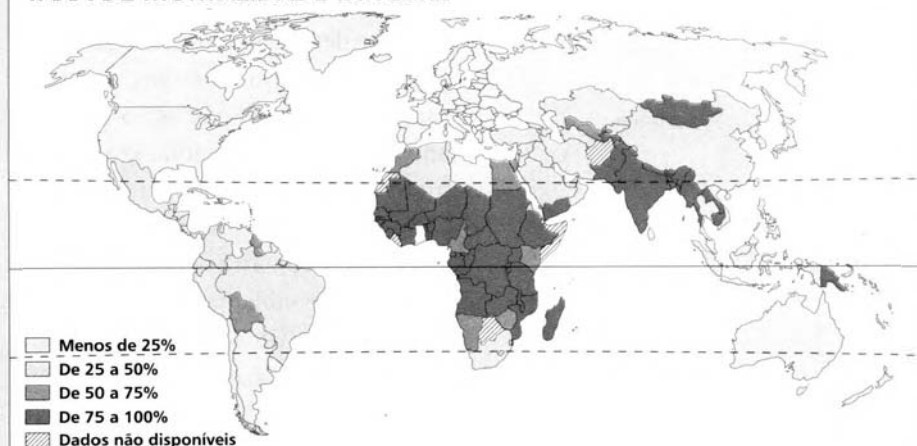 Menos de 25%
De 25 a 50%
De 50 a 75%
De 75 a 100%
Dados não disponíveis